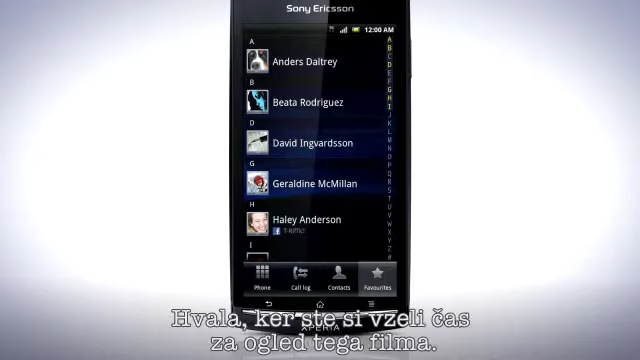 Sony Ericsson
12:00 AM
A
Anders Daltrey
B
Beata Rodriguez
D
David Ingvardsson
G
Geraldine McMillan
H
Haley Anderson
T-Riffic!
I
A
B
C
D
E
F
G
H
I
J
K
L
M
N
O
P
Q
R
S
T
U
V
W
X
Y
Z
#
Phone
Call log
Contacts
Favourites
XPERIA
Hvala, ker ste si vzeli čas
za ogled tega filma.